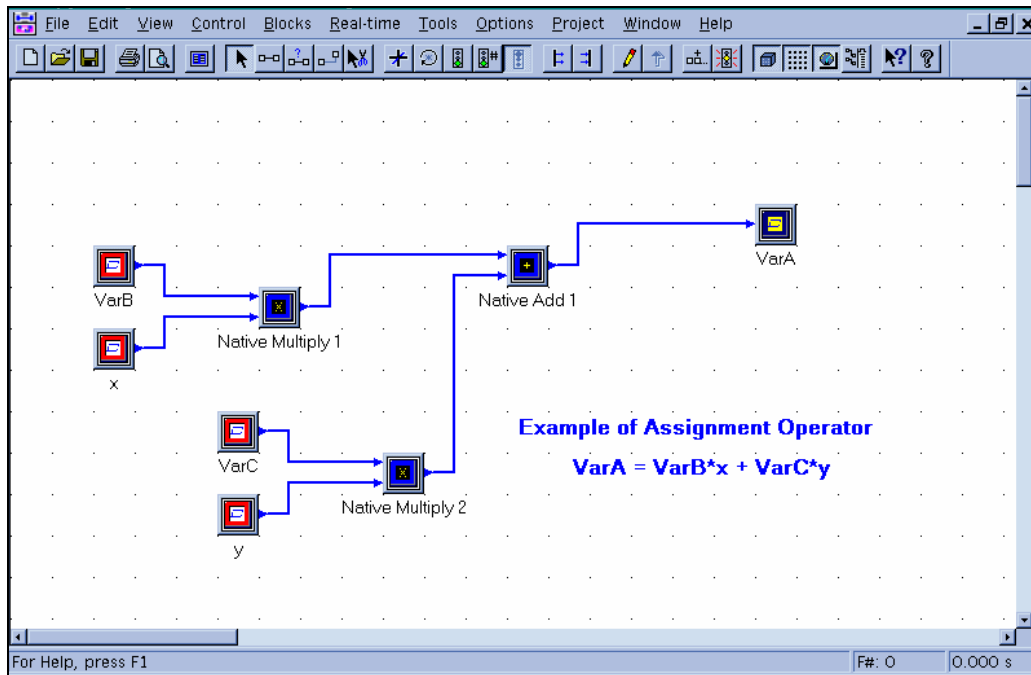 File Edit View Control Blocks Real-time Tools Options Project Window Help
VarB
x
Native Multiply 1
Native Add 1
VarA
VarC
y
Native Multiply 2
Example of Assignment Operator
VarA = VarB*x + VarC*y
For Help, press F1 F#: 0 0.000 s